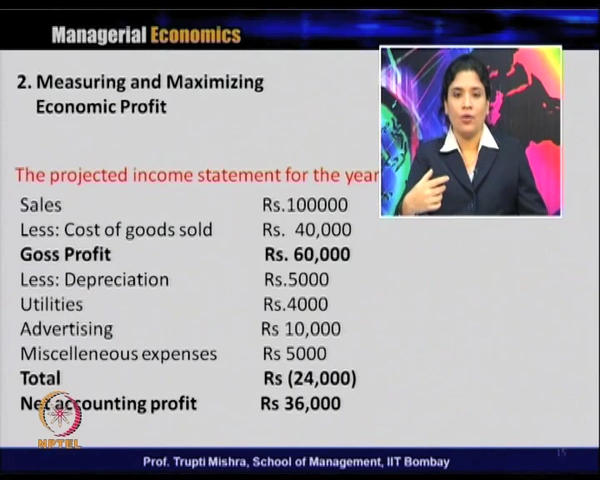 Managerial Economics
2. Measuring and Maximizing
Economic Profit
The projected income statement for the year
Sales Rs.100000
Less: Cost of goods sold Rs. 40,000
Goss Profit Rs. 60,000
Less: Depreciation Rs.5000
Utilities Rs.4000
Advertising Rs 10,000
Miscelleneous expenses Rs 5000
Total Rs (24,000)
Net accounting profit Rs 36,000
NPTEL
15
Prof. Trupti Mishra, School of Management, IIT Bombay